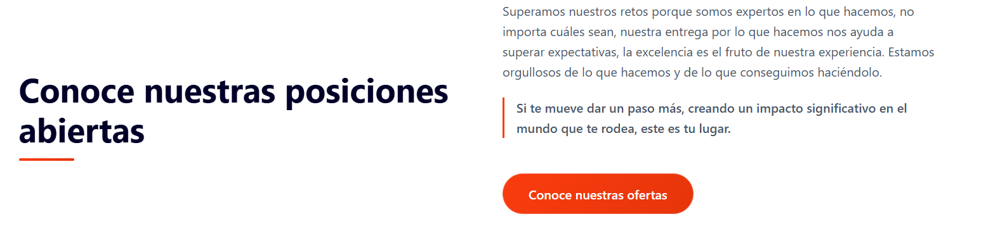 Conoce nuestras posiciones
abiertas
Superamos nuestros retos porque somos expertos en lo que hacemos, no
importa cuáles sean, nuestra entrega por lo que hacemos nos ayuda a
superar expectativas, la excelencia es el fruto de nuestra experiencia. Estamos
orgullosos de lo que hacemos y de lo que conseguimos haciéndolo.
Si te mueve dar un paso más, creando un impacto significativo en el
mundo que te rodea, este es tu lugar.
Conoce nuestras ofertas